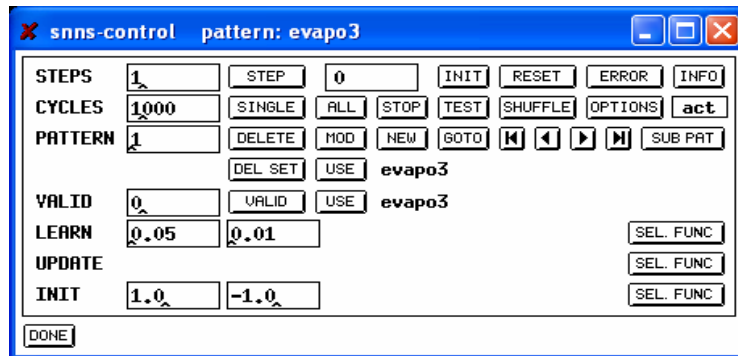 snns-control pattern: evapo3
STEPS 1 STEP 0 INIT RESET ERROR INFO
CYCLES 1000 SINGLE ALL STOP TEST SHUFFLE OPTIONS act
PATTERN 1 DELETE MOD NEW GOTO SUB PAT
DEL SET USE evapo3
VALID 0 VALID USE evapo3
LEARN 0.05 0.01 SEL. FUNC
UPDATE SEL. FUNC
INIT 1.0 -1.0 SEL. FUNC
DONE